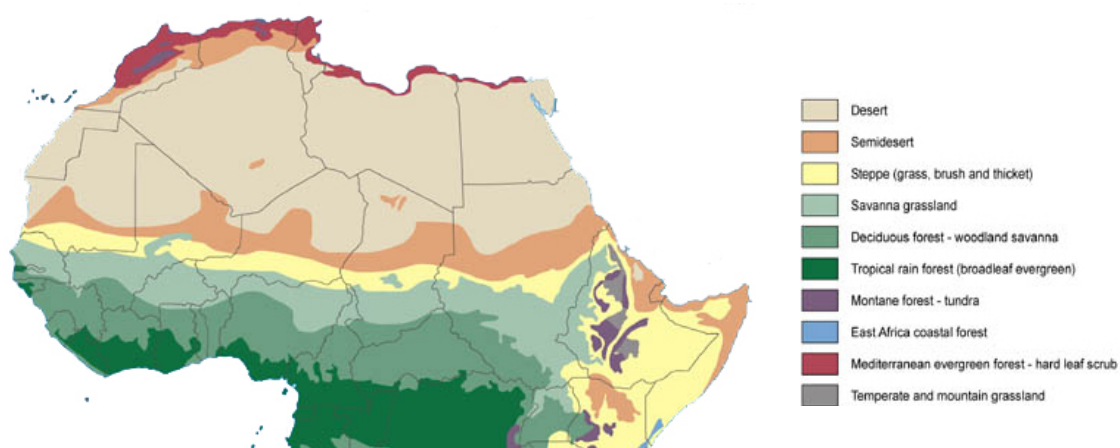 Desert
Semidesert
Steppe (grass, brush and thicket)
Savanna grassland
Deciduous forest - woodland savanna
Tropical rain forest (broadleaf evergreen)
Montane forest - tundra
East Africa coastal forest
Mediterranean evergreen forest - hard leaf scrub
Temperate and mountain grassland